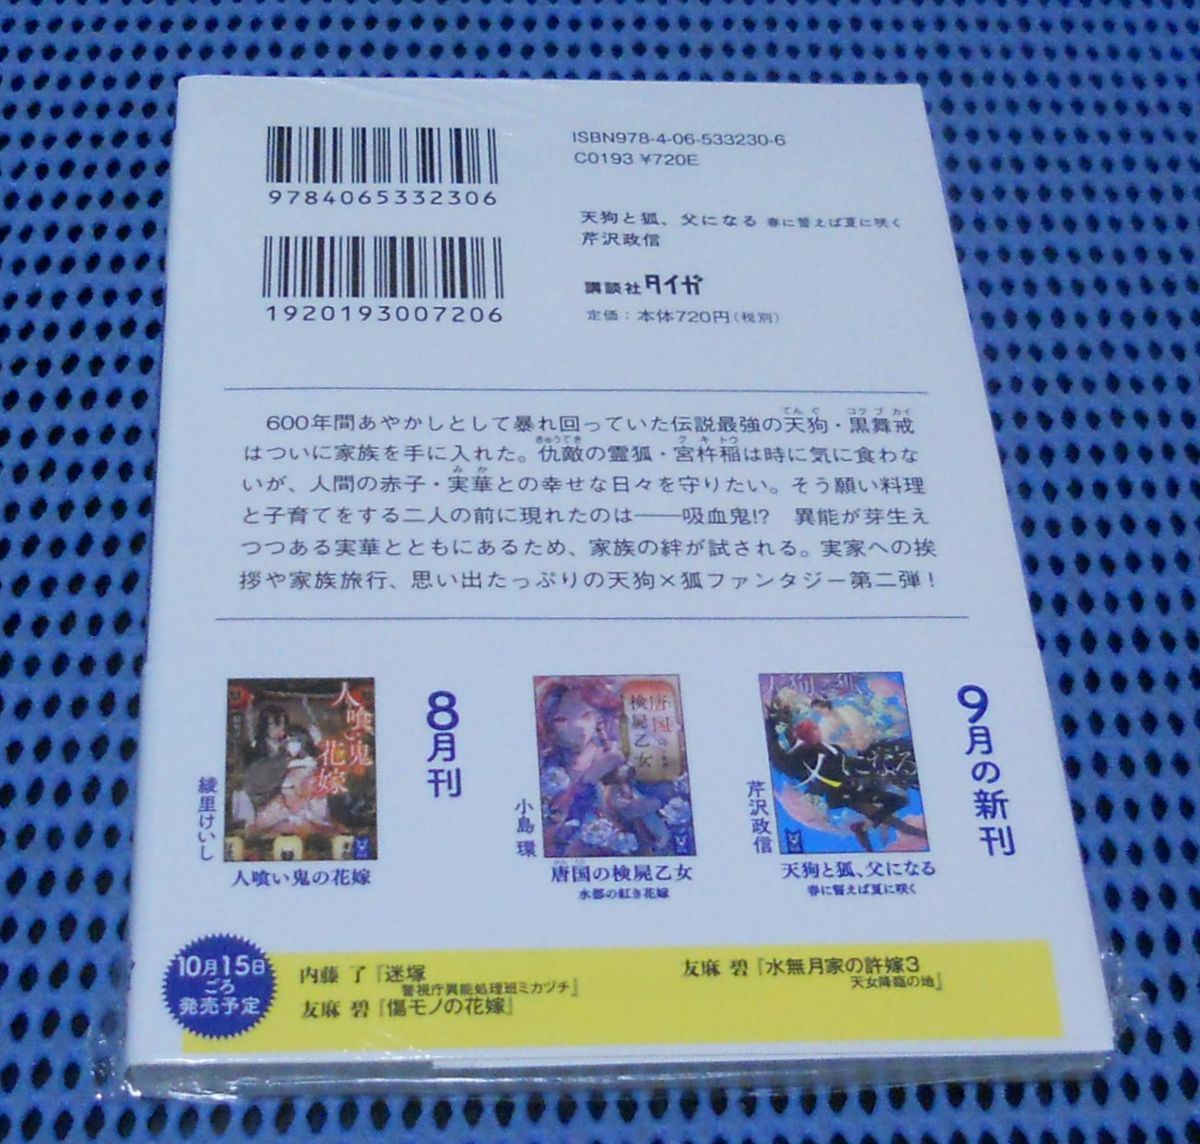 9784065332306
1920193007206
ISBN978-4-06-533230-6
C0193 ¥720E
天狗と狐、父になる 春に誓えば夏に咲く
芹沢政信
講談社タイガ
定価：本体720円（税別）
600年間あやかしとして暴れ回っていた伝説最強の天狗・黒舞戒
はついに家族を手に入れた。仇敵の霊狐・宮杵稲は時に気に食わな
いが、人間の赤子・実華との幸せな日々を守りたい。そう願い料理
と子育てをする二人の前に現れたのは――吸血鬼!?　異能が芽生え
つつある実華とともにあるため、家族の絆が試される。実家への挨
拶や家族旅行、思い出たっぷりの天狗×狐ファンタジー第二弾！
9月の新刊
天狗と狐
父になる
芹沢政信
天狗と狐、父になる
春に誓えば夏に咲く
唐国の
検屍乙女
小島 環
唐国の検屍乙女
水都の紅き花嫁
8月刊
人喰い鬼の
花嫁
綾里けいし
人喰い鬼の花嫁
10月15日
ごろ
発売予定
内藤 了『迷塚
警視庁異能処理班ミカヅチ』
友麻 碧『傷モノの花嫁』
友麻 碧『水無月家の許嫁3
天女降臨の地』